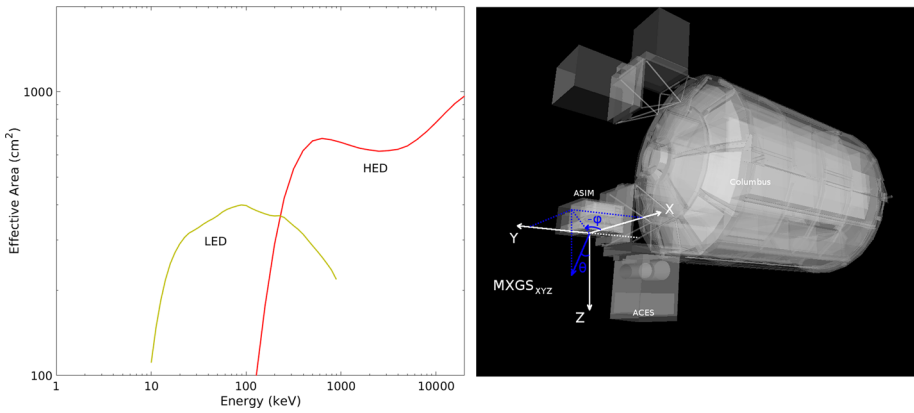 1000
100
Effective Area (cm²)
HED
LED
1
10
100
1000
10000
Energy (keV)
Columbus
ASIM
X
-φ
Y
θ
MXGS_XYZ
Z
ACES